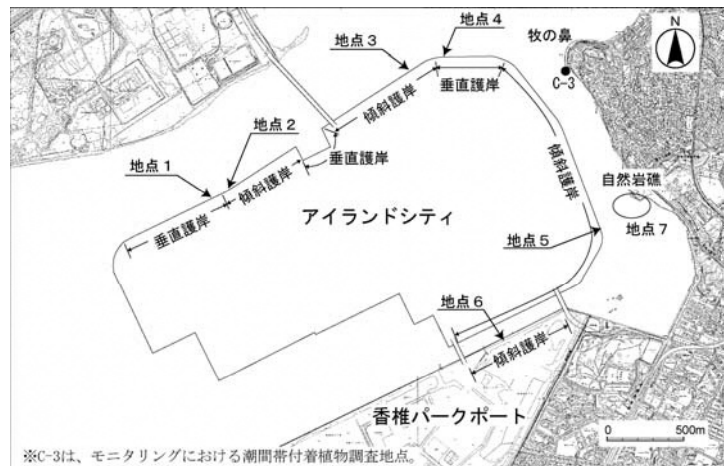 地点4
牧の鼻
N
地点3
C-3
垂直護岸
傾斜護岸
地点2
垂直護岸
傾斜護岸
地点1
傾斜護岸
自然岩礁
アイランドシティ
垂直護岸
地点5
地点7
地点6
傾斜護岸
香椎パークポート
0 500m
※C-3は、モニタリングにおける潮間帯付着植物調査地点。